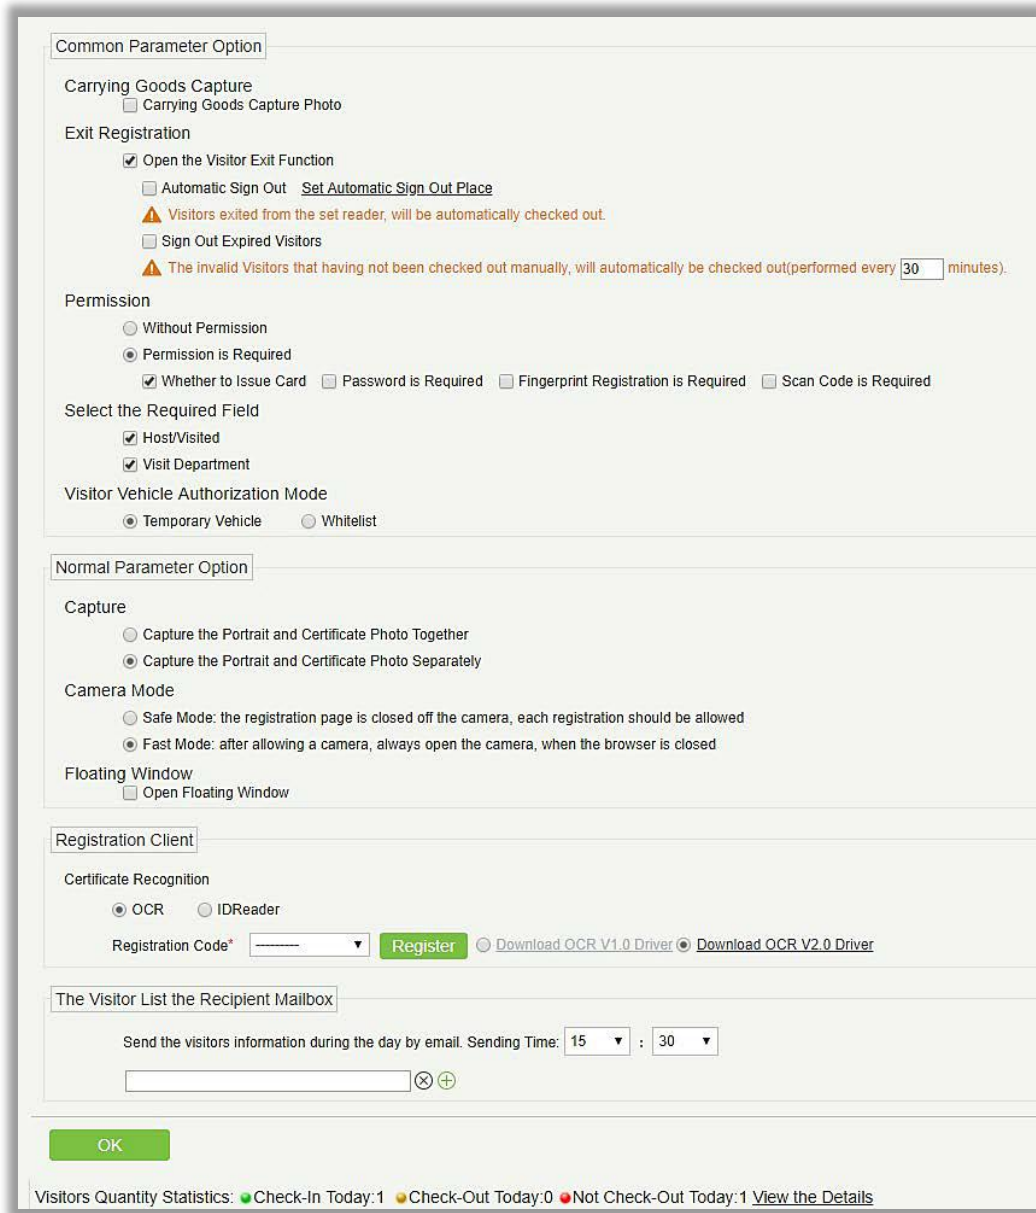 Common Parameter Option
Carrying Goods Capture
Carrying Goods Capture Photo
Exit Registration
Open the Visitor Exit Function
Automatic Sign Out Set Automatic Sign Out Place
Visitors exited from the set reader, will be automatically checked out.
Sign Out Expired Visitors
The invalid Visitors that having not been checked out manually, will automatically be checked out(performed every 30 minutes).
Permission
Without Permission
Permission is Required
Whether to Issue Card Password is Required Fingerprint Registration is Required Scan Code is Required
Select the Required Field
Host/Visited
Visit Department
Visitor Vehicle Authorization Mode
Temporary Vehicle Whitelist
Normal Parameter Option
Capture
Capture the Portrait and Certificate Photo Together
Capture the Portrait and Certificate Photo Separately
Camera Mode
Safe Mode: the registration page is closed off the camera, each registration should be allowed
Fast Mode: after allowing a camera, always open the camera, when the browser is closed
Floating Window
Open Floating Window
Registration Client
Certificate Recognition
OCR IDReader
Registration Code* --------- Register Download OCR V1.0 Driver Download OCR V2.0 Driver
The Visitor List the Recipient Mailbox
Send the visitors information during the day by email. Sending Time: 15 : 30
OK
Visitors Quantity Statistics: Check-In Today:1 Check-Out Today:0 Not Check-Out Today:1 View the Details